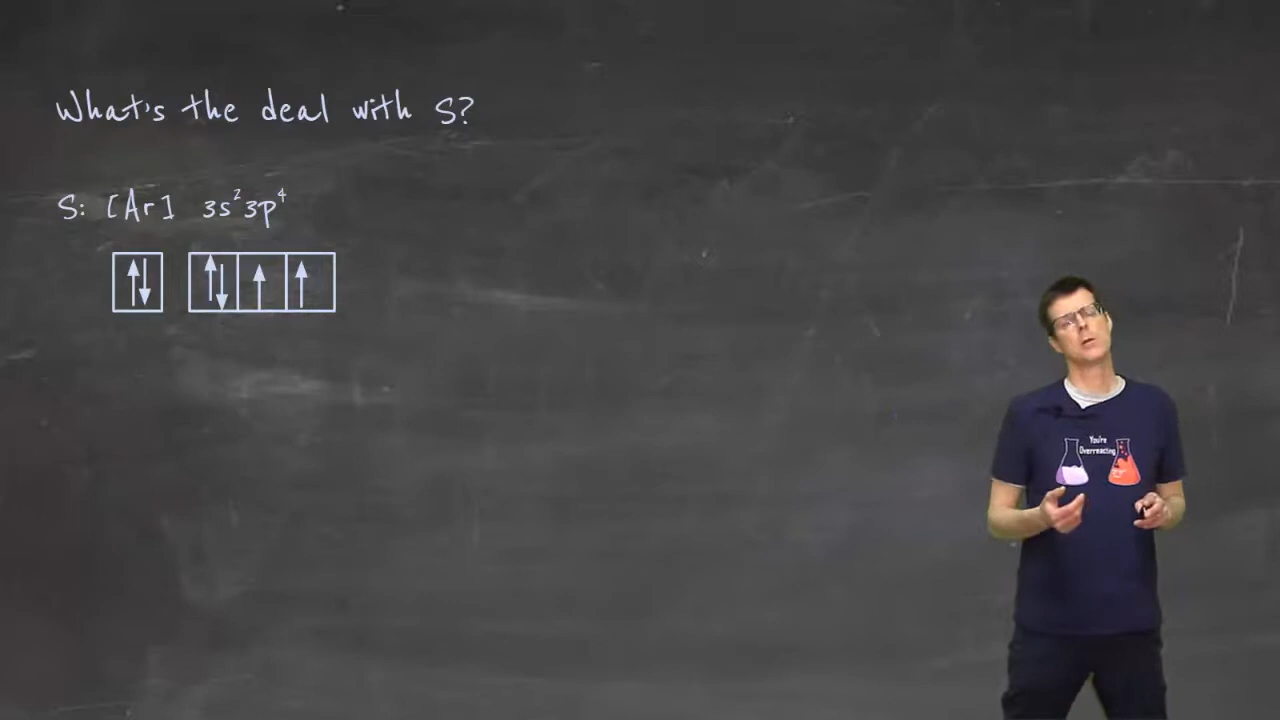 What's the deal with S?
S: [Ar] 3s²3p⁴
You're
Overreacting